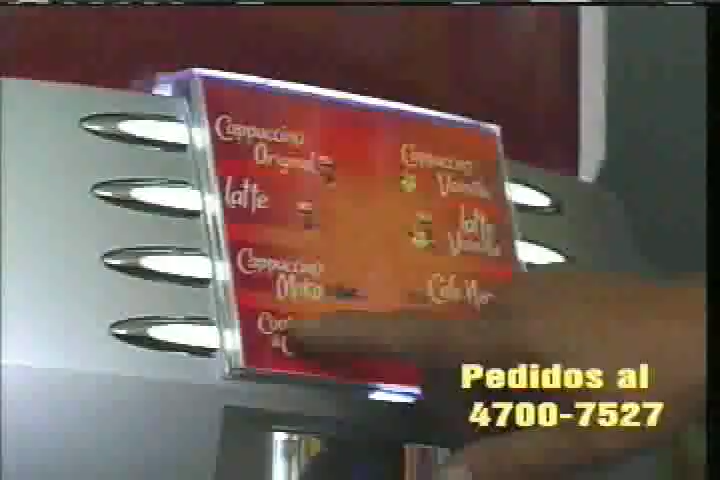 Cappuccino
Original
Latte
Cappuccino
Moka
Cappuccino
Vainilla
Latte
Vainilla
Pedidos al
4700-7527